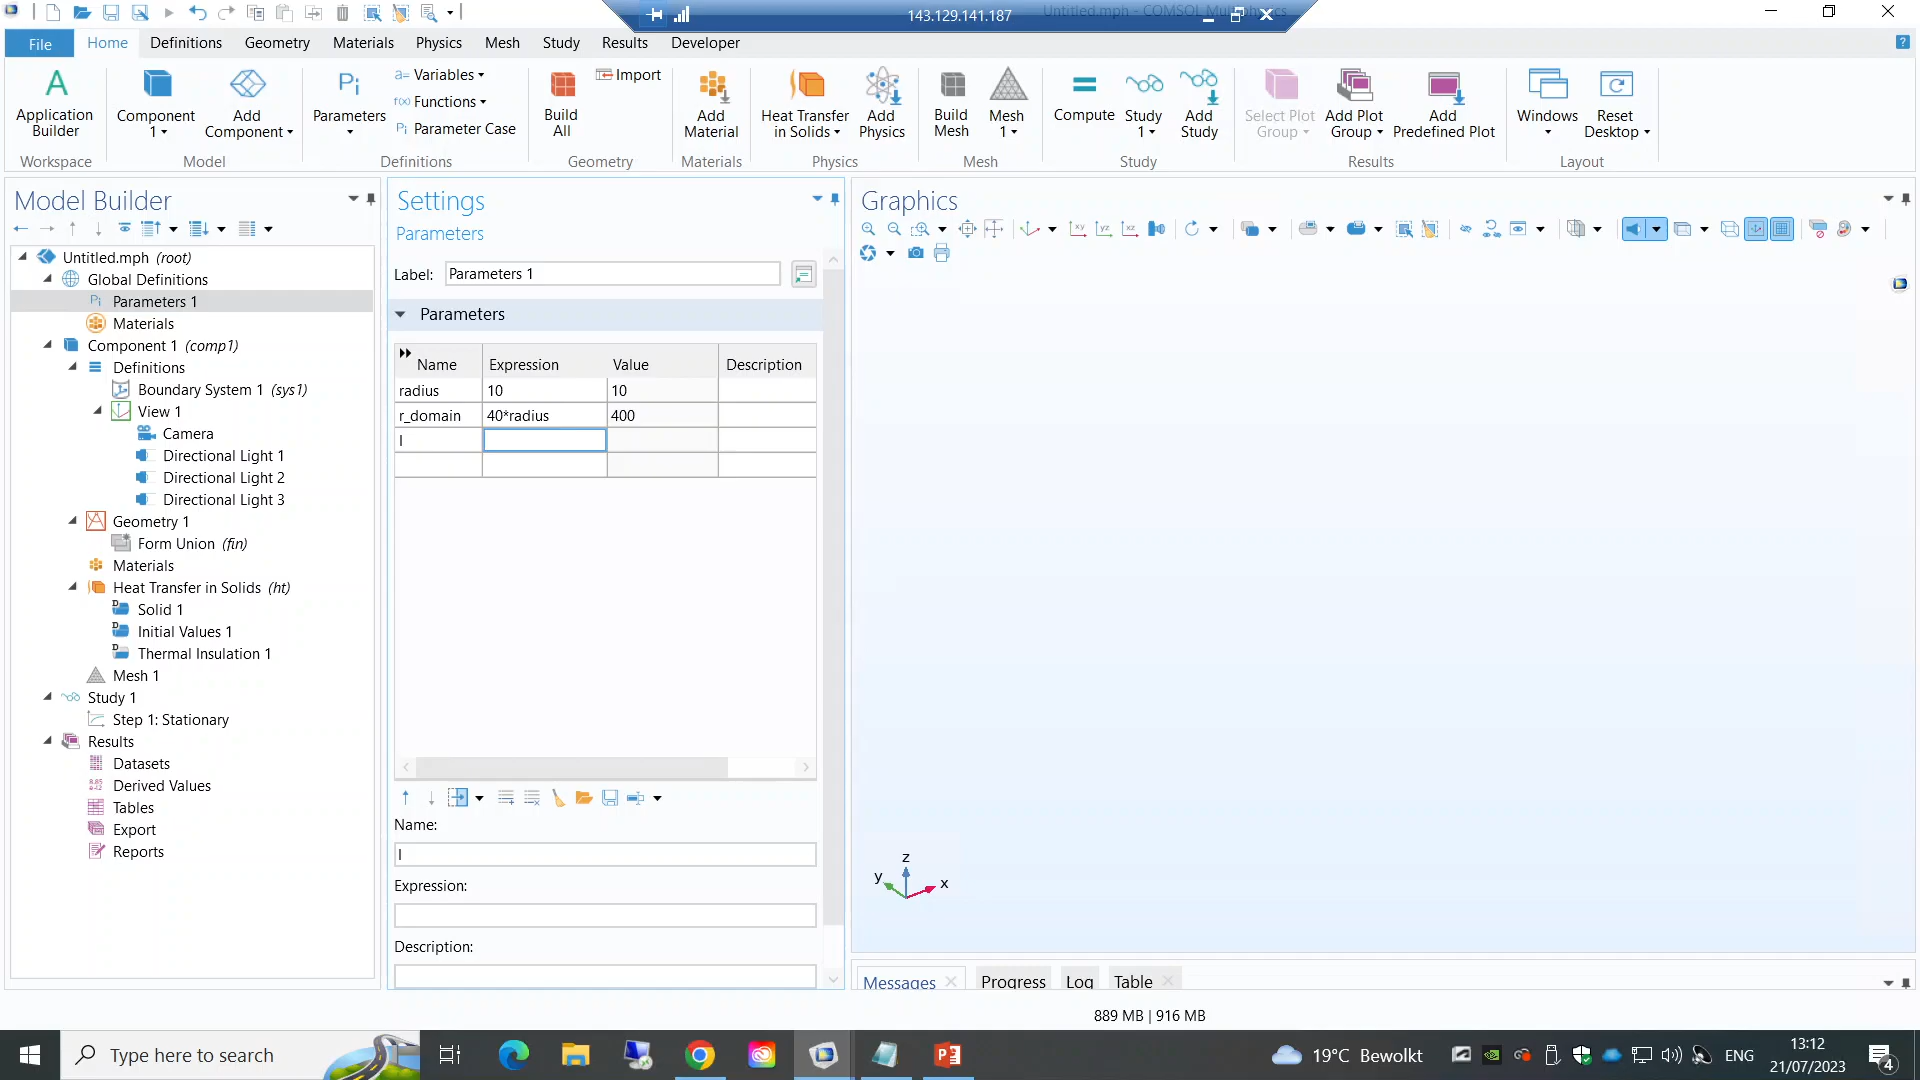 143.129.141.187
Untitled.mph - COMSOL Multiphysics
File
Home
Definitions
Geometry
Materials
Physics
Mesh
Study
Results
Developer
Application Builder
Component 1
Add Component
Parameters
a= Variables
f(x) Functions
Pi Parameter Case
Build All
Import
Add Material
Heat Transfer in Solids
Add Physics
Build Mesh
Mesh 1
Compute
Study 1
Add Study
Select Plot Group
Add Plot Group
Add Predefined Plot
Windows
Reset Desktop
Workspace
Model
Definitions
Geometry
Materials
Physics
Mesh
Study
Results
Layout
Model Builder
Untitled.mph (root)
Global Definitions
Pi Parameters 1
Materials
Component 1 (comp1)
Definitions
Boundary System 1 (sys1)
View 1
Camera
Directional Light 1
Directional Light 2
Directional Light 3
Geometry 1
Form Union (fin)
Materials
Heat Transfer in Solids (ht)
Solid 1
Initial Values 1
Thermal Insulation 1
Mesh 1
Study 1
Step 1: Stationary
Results
Datasets
Derived Values
Tables
Export
Reports
Settings
Parameters
Label: Parameters 1
Parameters
Name Expression Value Description
radius 10 10
r_domain 40*radius 400
l
Name:
l
Expression:
Description:
Graphics
z
y
x
Messages
Progress
Log
Table
889 MB | 916 MB
Type here to search
19°C Bewolkt
ENG
13:12
21/07/2023
4